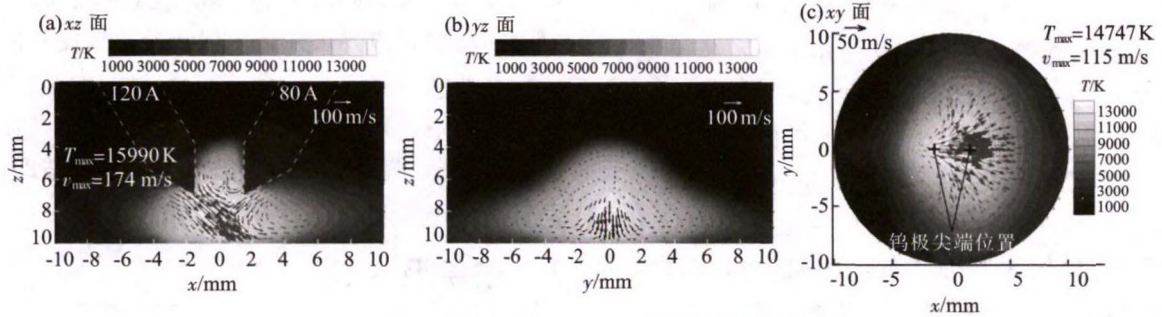 (a) xz 面
T/K
1000 3000 5000 7000 9000 11000 13000
0
2
4
6
8
10
z/mm
120 A
80 A
100 m/s
Tmax=15990 K
vmax=174 m/s
-10 -8 -6 -4 -2 0 2 4 6 8 10
x/mm
(b) yz 面
T/K
1000 3000 5000 7000 9000 11000 13000
0
2
4
6
8
10
z/mm
100 m/s
-10 -8 -6 -4 -2 0 2 4 6 8 10
y/mm
(c) xy 面
50 m/s
Tmax=14747 K
vmax=115 m/s
T/K
13000
11000
9000
7000
5000
3000
1000
10
5
0
-5
-10
y/mm
钨极尖端位置
-10 -5 0 5 10
x/mm